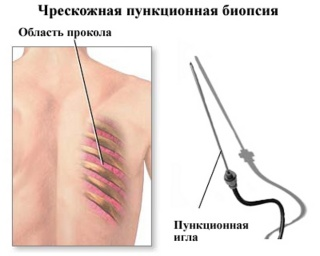 Чрескожная пункционная биопсия
Область прокола
Пункционная
игла